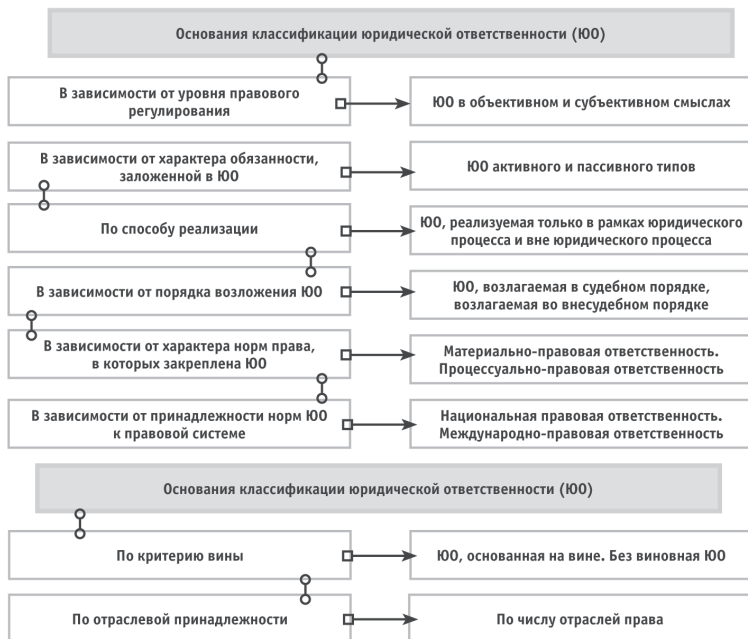 Основания классификации юридической ответственности (ЮО)
В зависимости от уровня правового
регулирования
ЮО в объективном и субъективном смыслах
В зависимости от характера обязанности,
заложенной в ЮО
ЮО активного и пассивного типов
По способу реализации
ЮО, реализуемая только в рамках юридического
процесса и вне юридического процесса
В зависимости от порядка возложения ЮО
ЮО, возлагаемая в судебном порядке,
возлагаемая во внесудебном порядке
В зависимости от характера норм права,
в которых закреплена ЮО
Материально-правовая ответственность.
Процессуально-правовая ответственность
В зависимости от принадлежности норм ЮО
к правовой системе
Национальная правовая ответственность.
Международно-правовая ответственность
Основания классификации юридической ответственности (ЮО)
По критерию вины
ЮО, основанная на вине. Без виновная ЮО
По отраслевой принадлежности
По числу отраслей права